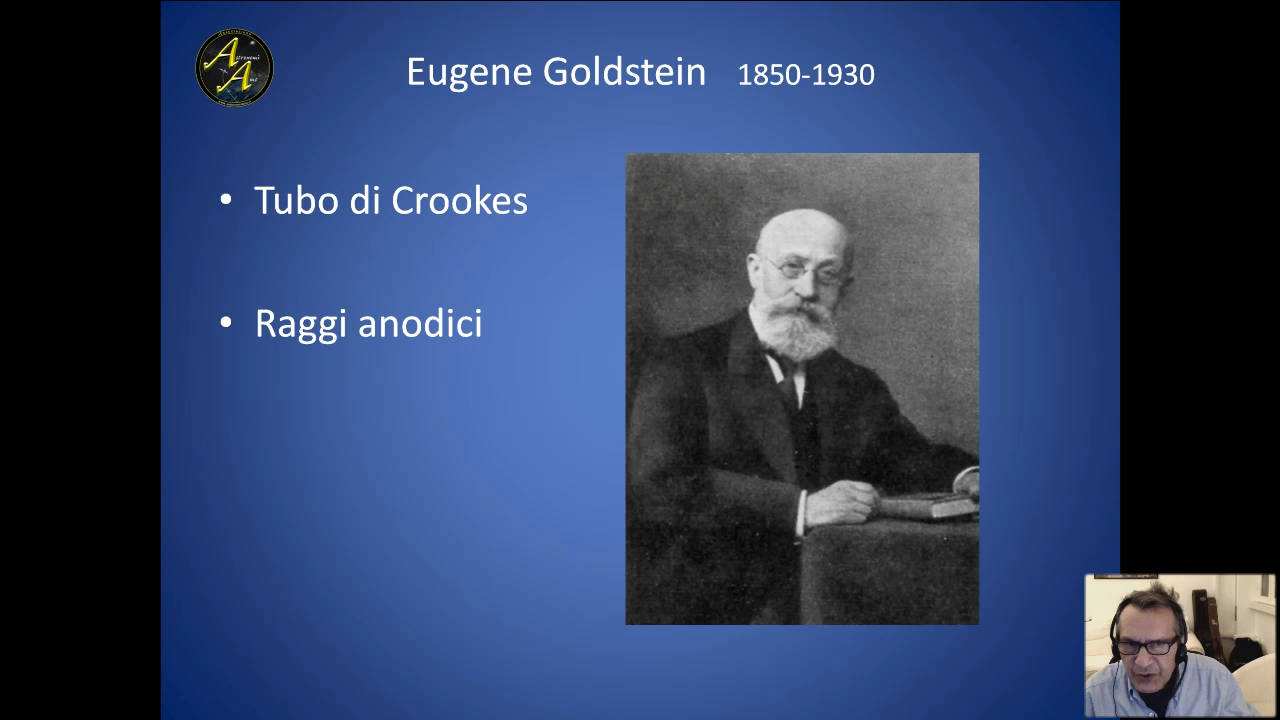 Eugene Goldstein 1850-1930
• Tubo di Crookes
• Raggi anodici